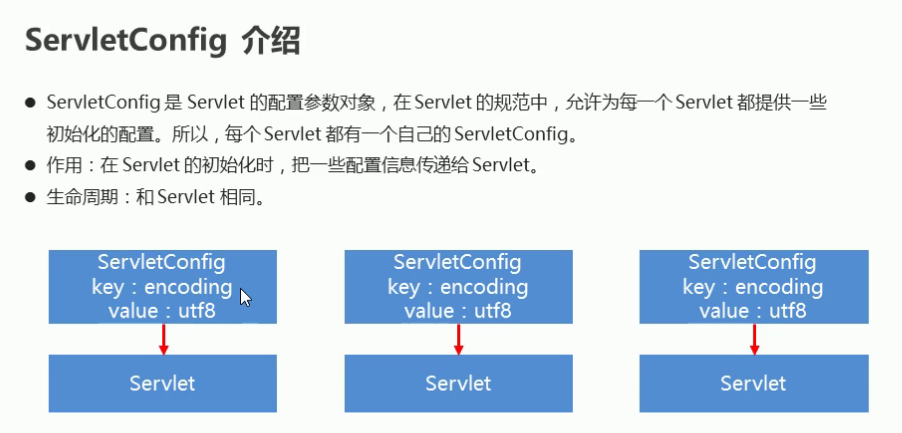 ServletConfig 介绍
● ServletConfig 是 Servlet 的配置参数对象，在 Servlet 的规范中，允许为每一个 Servlet 都提供一些
初始化的配置。所以，每个 Servlet 都有一个自己的 ServletConfig。
● 作用：在 Servlet 的初始化时，把一些配置信息传递给 Servlet。
● 生命周期：和 Servlet 相同。
ServletConfig
key：encoding
value：utf8
Servlet
ServletConfig
key：encoding
value：utf8
Servlet
ServletConfig
key：encoding
value：utf8
Servlet